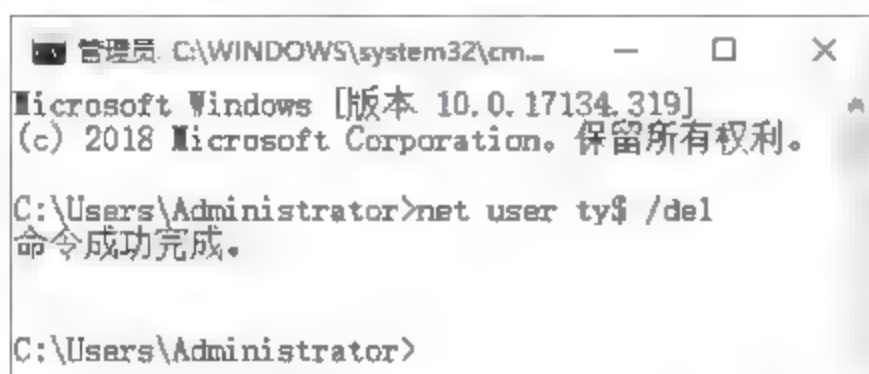 管理员: C:\WINDOWS\system32\cm...
Microsoft Windows [版本 10.0.17134.319]
(c) 2018 Microsoft Corporation。保留所有权利。
C:\Users\Administrator>net user ty$ /del
命令成功完成。
C:\Users\Administrator>